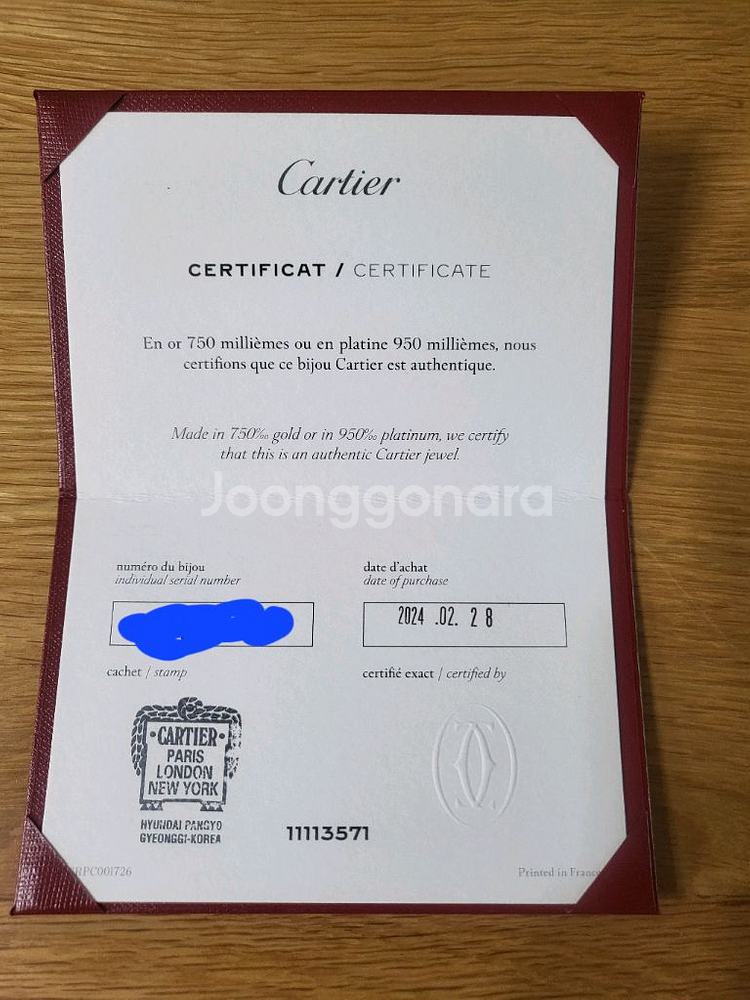 Cartier
CERTIFICAT / CERTIFICATE
En or 750 millièmes ou en platine 950 millièmes, nous
certifions que ce bijou Cartier est authentique.
Made in 750‰ gold or in 950‰ platinum, we certify
that this is an authentic Cartier jewel.
Joonggonara
numéro du bijou
individual serial number
date d'achat
date of purchase
2024 .02. 2 8
cachet / stamp
certifié exact / certified by
·CARTIER·
PARIS
LONDON
NEW YORK
HYUNDAI PANGYO
GYEONGGI-KOREA
11113571
RPC001726
Printed in France